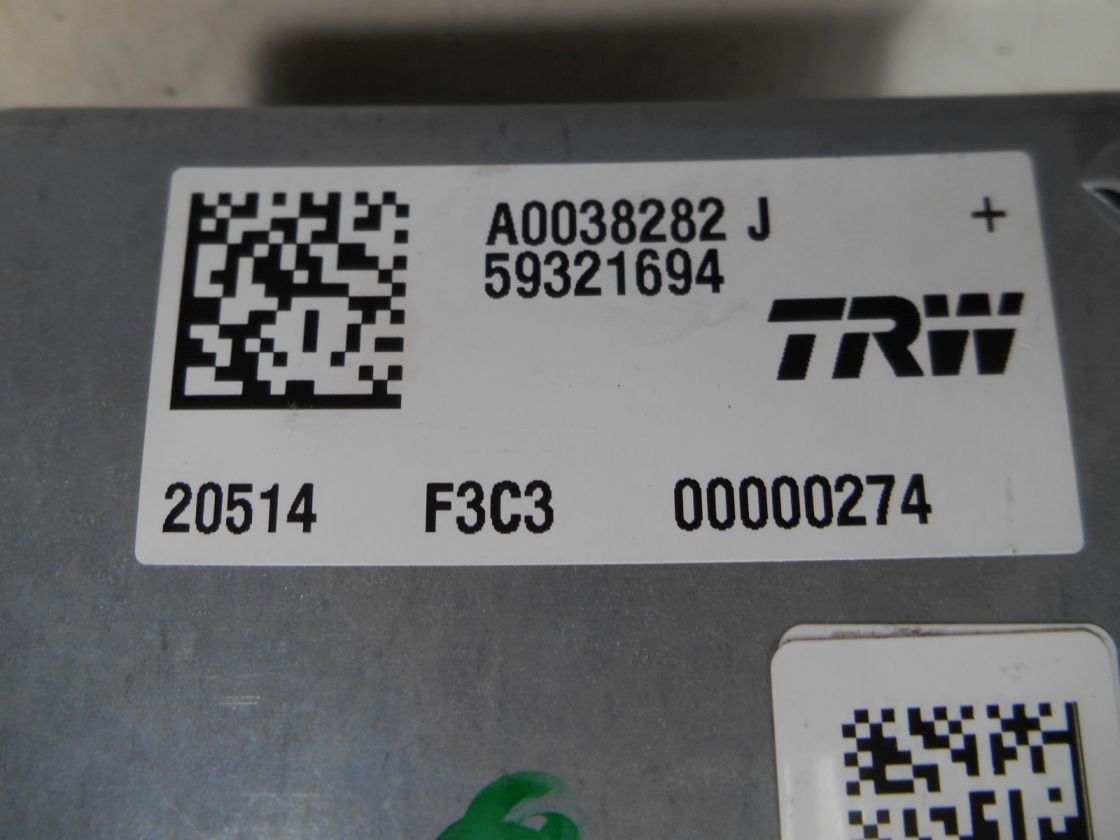 A0038282 J
59321694
+
TRW
20514 F3C3 00000274